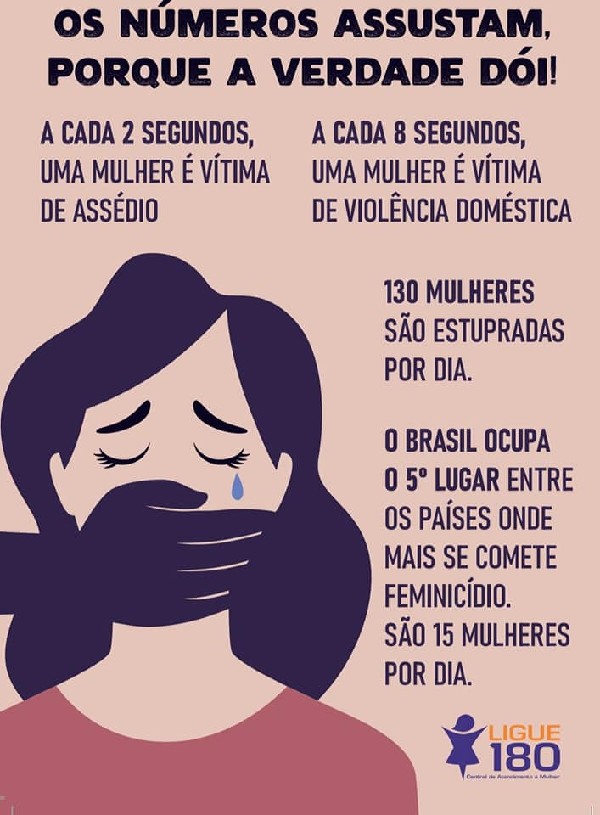 OS NÚMEROS ASSUSTAM,
PORQUE A VERDADE DÓI!
A CADA 2 SEGUNDOS,
UMA MULHER É VÍTIMA
DE ASSÉDIO
A CADA 8 SEGUNDOS,
UMA MULHER É VÍTIMA
DE VIOLÊNCIA DOMÉSTICA
130 MULHERES
SÃO ESTUPRADAS
POR DIA.
O BRASIL OCUPA
O 5º LUGAR ENTRE
OS PAÍSES ONDE
MAIS SE COMETE
FEMINICÍDIO.
SÃO 15 MULHERES
POR DIA.
LIGUE
180
Central de Atendimento à Mulher